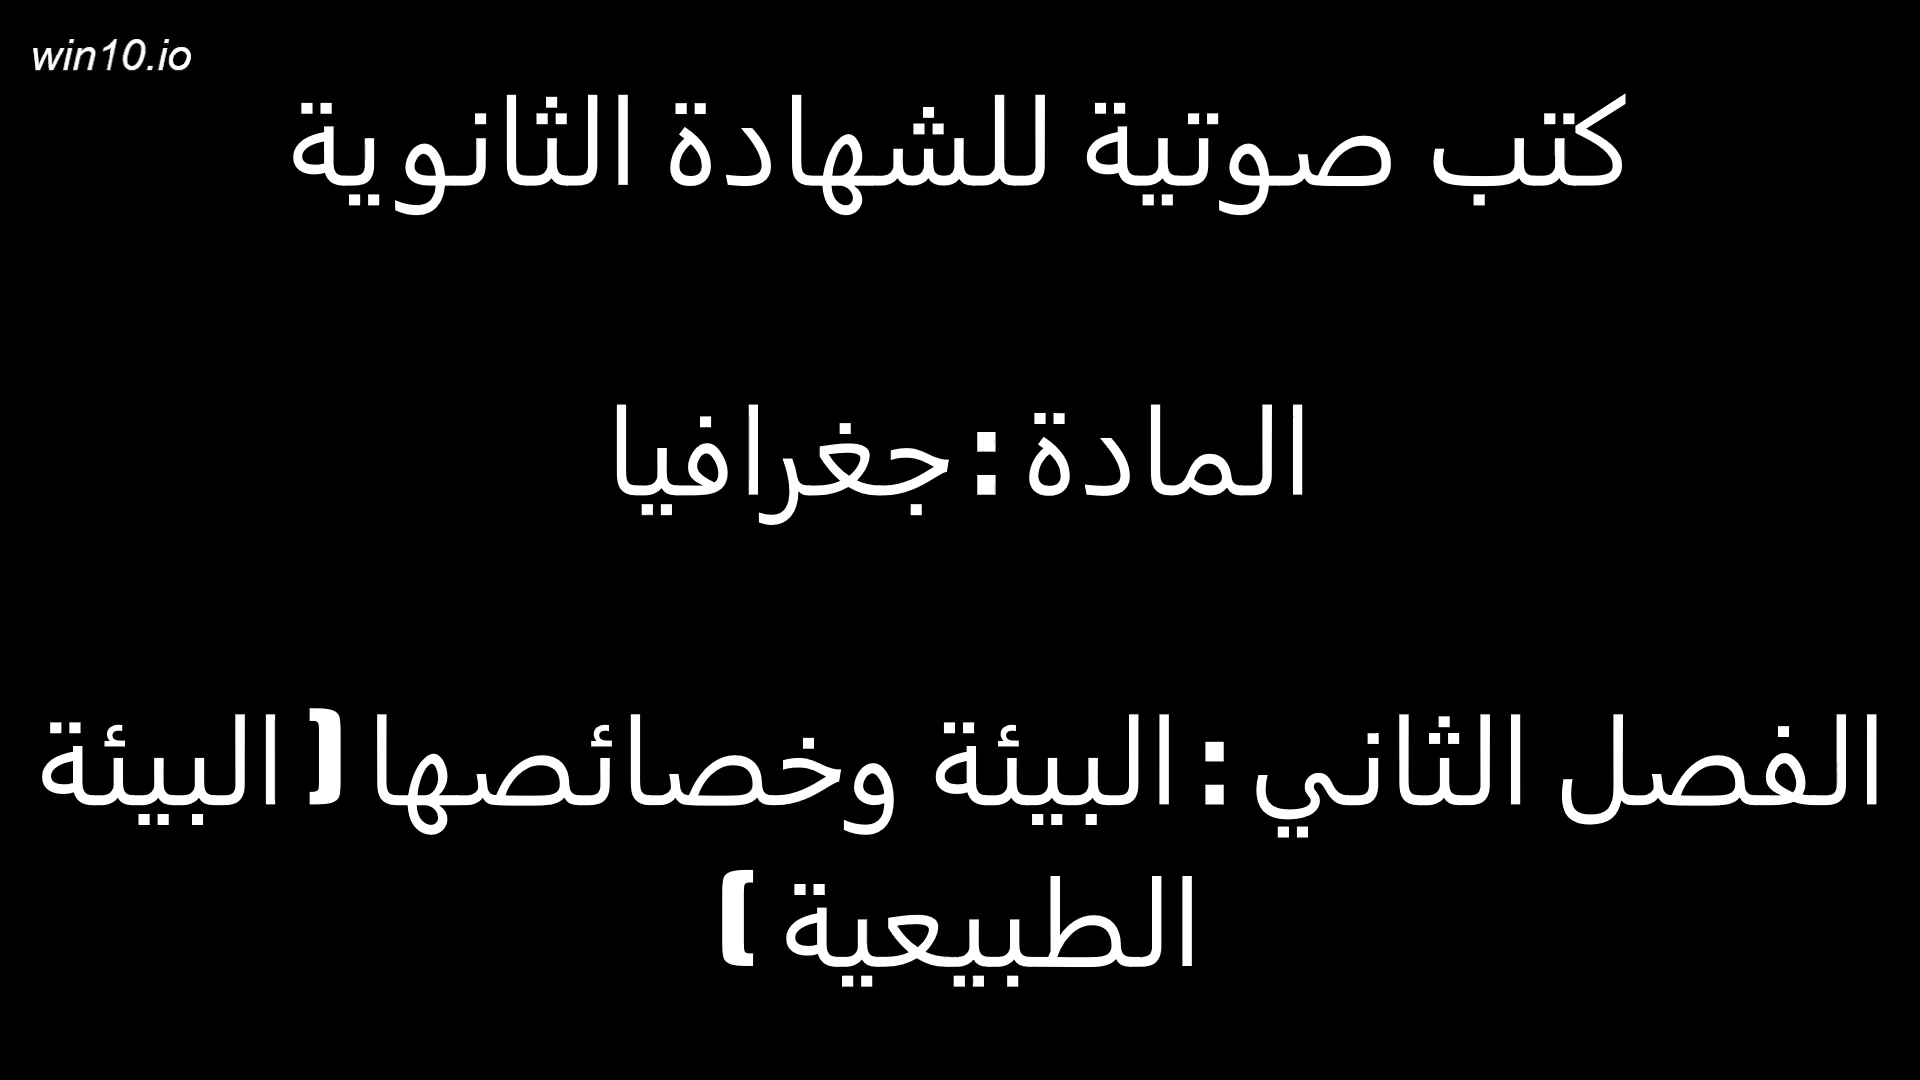 win10.io
كتب صوتية للشهادة الثانوية
المادة : جغرافيا
الفصل الثاني : البيئة وخصائصها ( البيئة
الطبيعية )